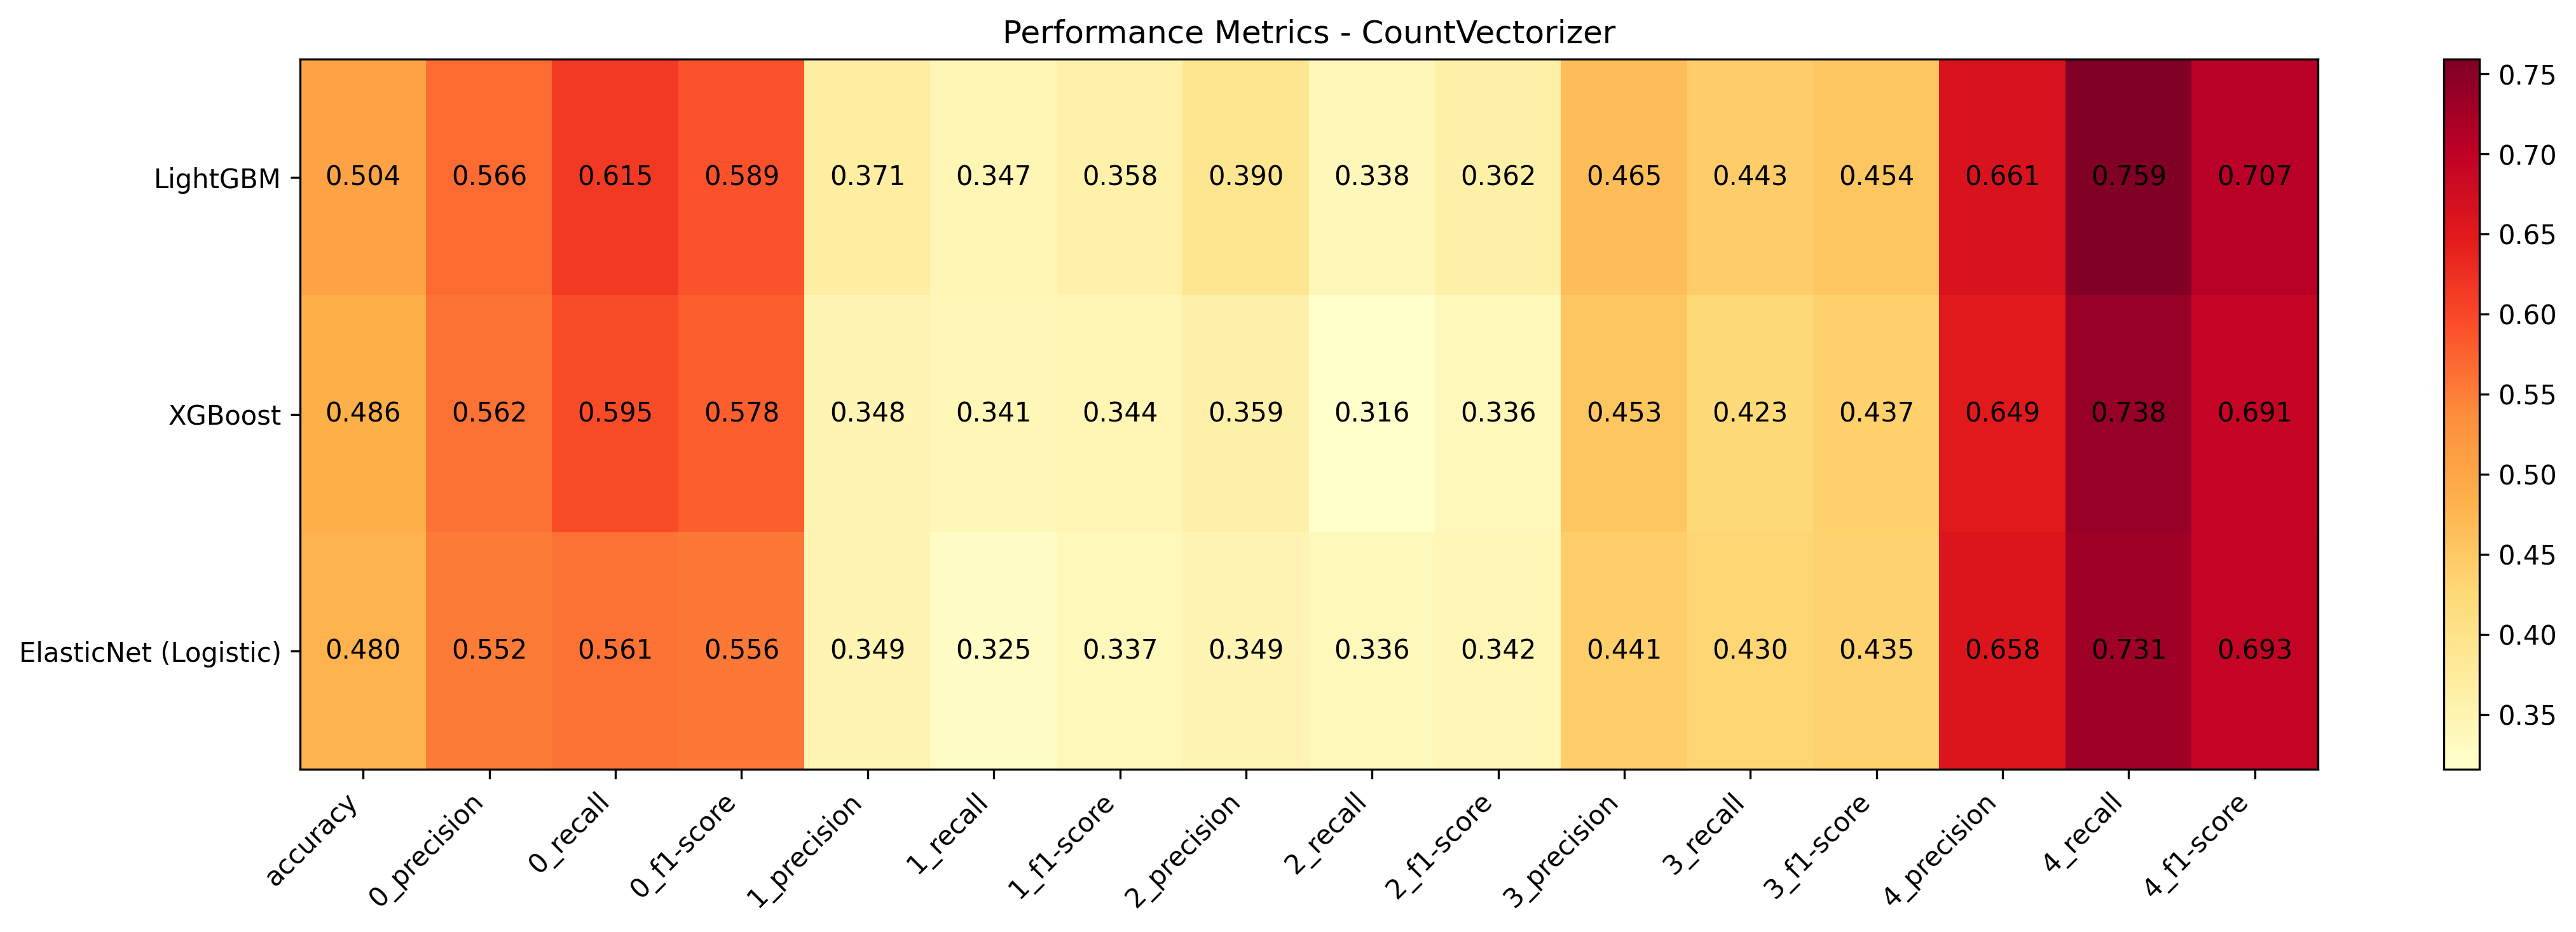 Performance Metrics - CountVectorizer
LightGBM 0.504 0.566 0.615 0.589 0.371 0.347 0.358 0.390 0.338 0.362 0.465 0.443 0.454 0.661 0.759 0.707
XGBoost 0.486 0.562 0.595 0.578 0.348 0.341 0.344 0.359 0.316 0.336 0.453 0.423 0.437 0.649 0.738 0.691
ElasticNet (Logistic) 0.480 0.552 0.561 0.556 0.349 0.325 0.337 0.349 0.336 0.342 0.441 0.430 0.435 0.658 0.731 0.693
accuracy
0_precision
0_recall
0_f1-score
1_precision
1_recall
1_f1-score
2_precision
2_recall
2_f1-score
3_precision
3_recall
3_f1-score
4_precision
4_recall
4_f1-score
0.75
0.70
0.65
0.60
0.55
0.50
0.45
0.40
0.35